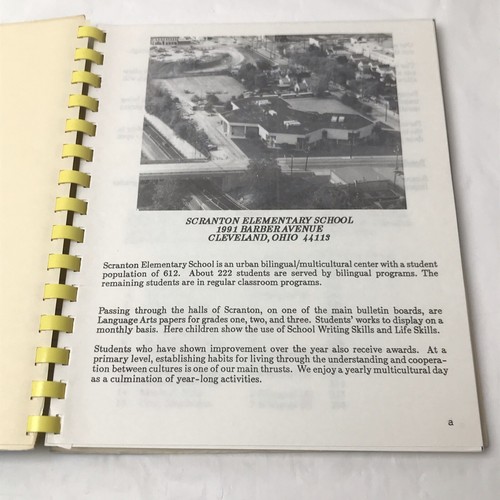 SCRANTON ELEMENTARY SCHOOL
1991 BARBER AVENUE
CLEVELAND, OHIO 44113
Scranton Elementary School is an urban bilingual/multicultural center with a student
population of 612. About 222 students are served by bilingual programs. The
remaining students are in regular classroom programs.
Passing through the halls of Scranton, on one of the main bulletin boards, are
Language Arts papers for grades one, two, and three. Students' works to display on a
monthly basis. Here children show the use of School Writing Skills and Life Skills.
Students who have shown improvement over the year also receive awards. At a
primary level, establishing habits for living through the understanding and coopera-
tion between cultures is one of our main thrusts. We enjoy a yearly multicultural day
as a culmination of year-long activities.
a